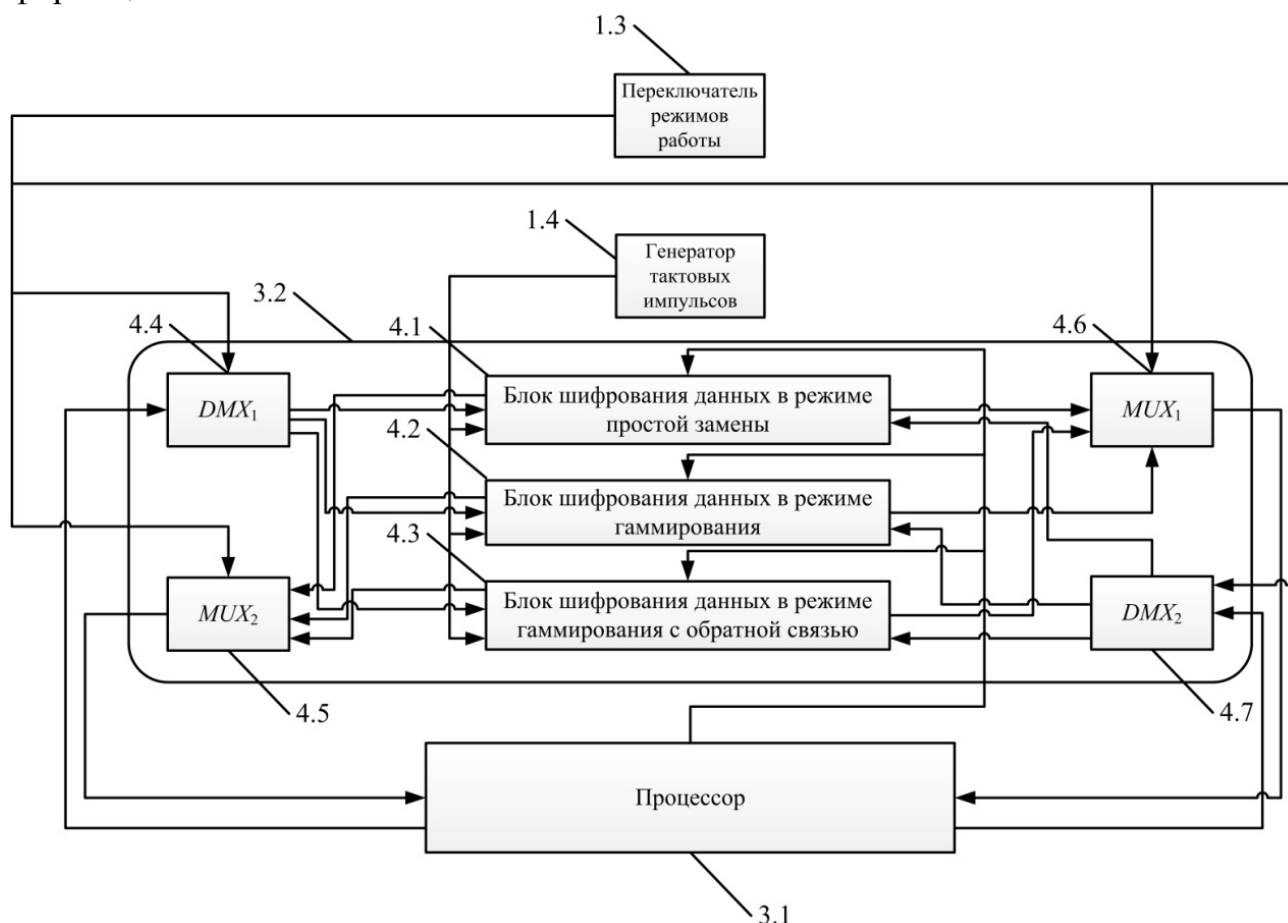 1.3
Переключатель
режимов
работы
1.4
Генератор
тактовых
импульсов
3.2
4.4
4.1
4.6
DMX₁
Блок шифрования данных в режиме
простой замены
MUX₁
4.2
Блок шифрования данных в режиме
гаммирования
4.3
MUX₂
Блок шифрования данных в режиме
гаммирования с обратной связью
DMX₂
4.5
4.7
Процессор
3.1